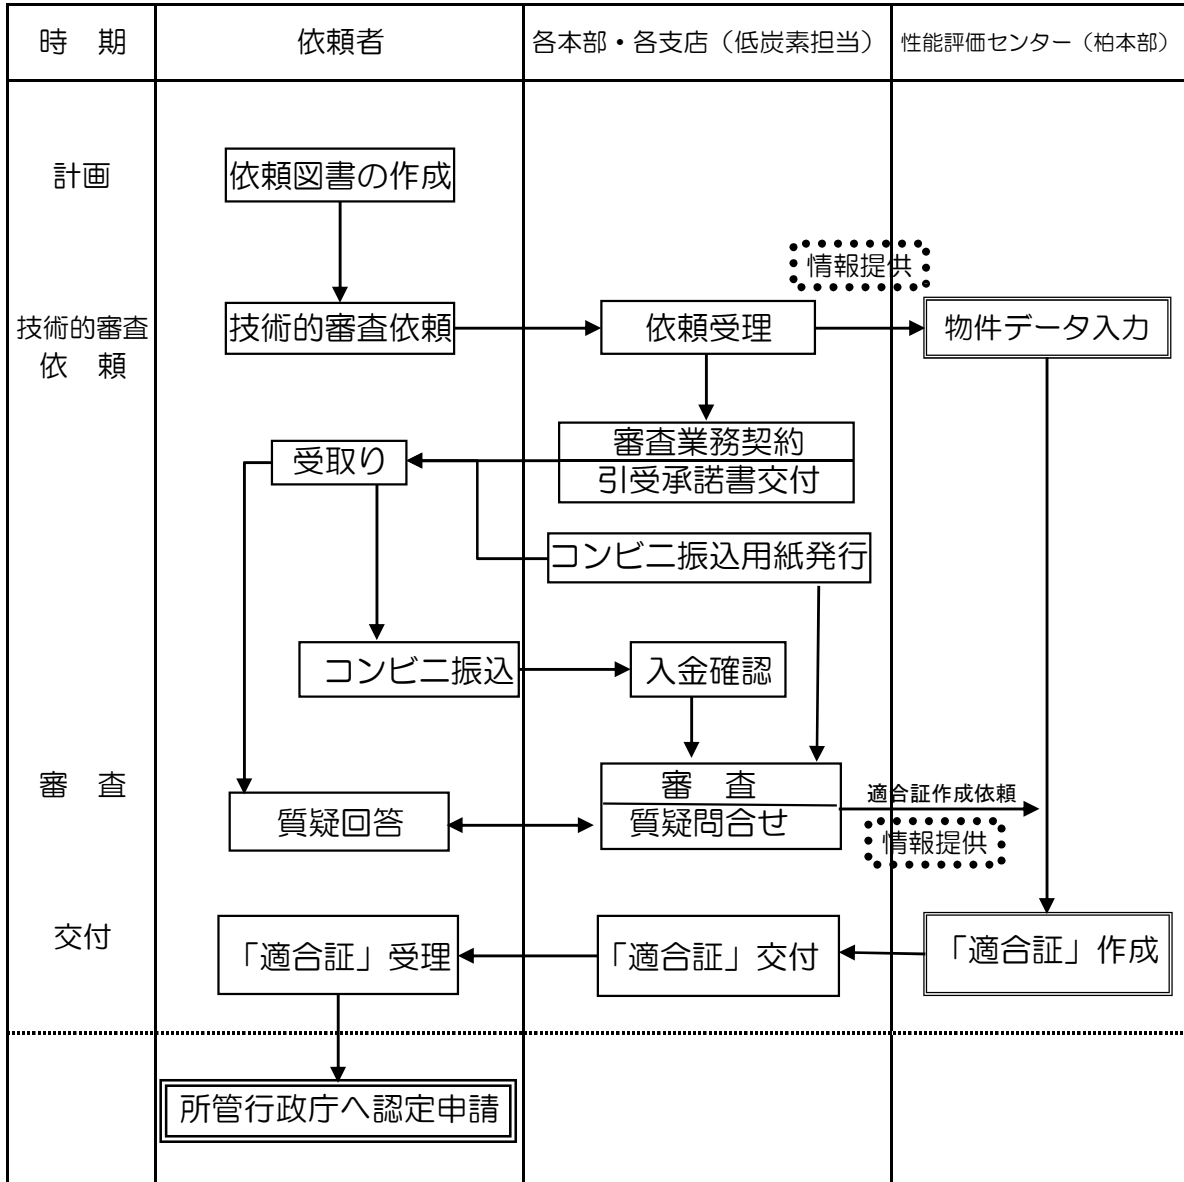 時　期
依頼者
各本部・各支店（低炭素担当）
性能評価センター（柏本部）
計画
依頼図書の作成
情報提供
技術的審査
依　頼
技術的審査依頼
依頼受理
物件データ入力
審査業務契約
引受承諾書交付
受取り
コンビニ振込用紙発行
コンビニ振込
入金確認
審　査
審　査
質疑問合せ
質疑回答
適合証作成依頼
情報提供
交付
「適合証」受理
「適合証」交付
「適合証」作成
所管行政庁へ認定申請